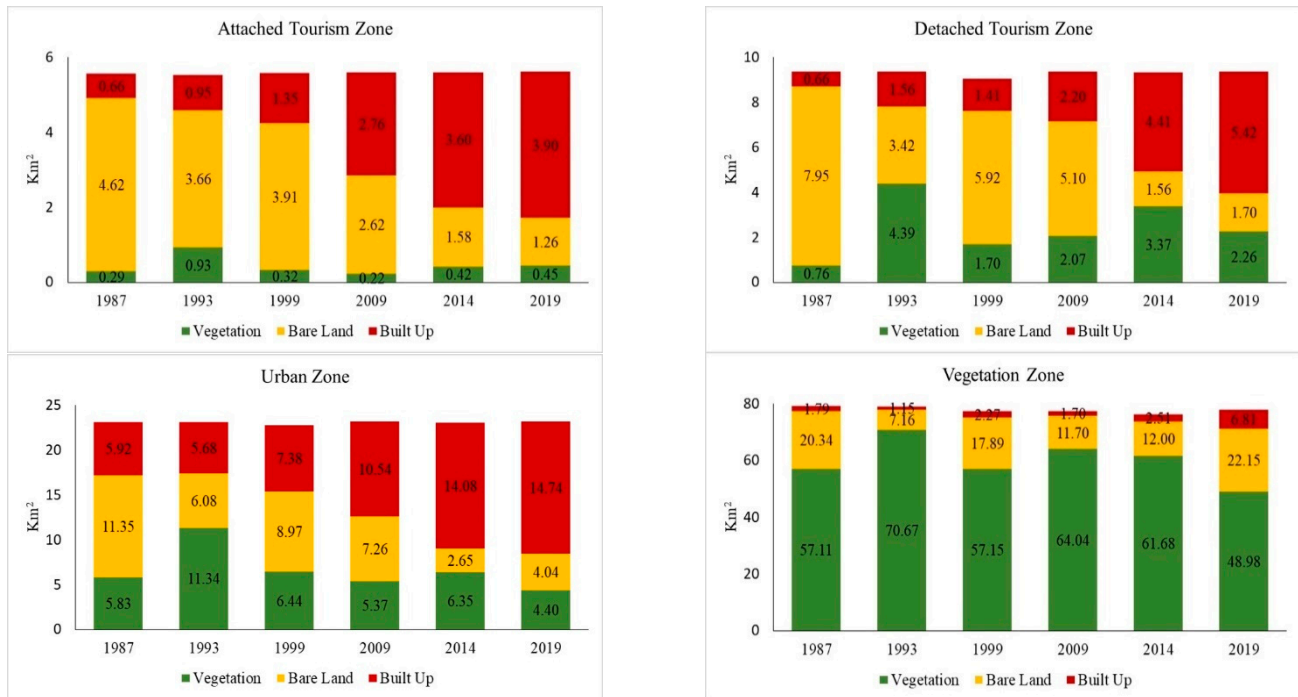 Attached Tourism Zone
Km²
6
4
2
0
0.66 0.95 1.35 2.76 3.60 3.90
4.62 3.66 3.91 2.62 1.58 1.26
0.29 0.93 0.32 0.22 0.42 0.45
1987 1993 1999 2009 2014 2019
Vegetation Bare Land Built Up
Detached Tourism Zone
Km²
10
8
6
4
2
0
0.66 1.56 1.41 2.20 4.41 5.42
7.95 3.42 5.92 5.10 1.56 1.70
0.76 4.39 1.70 2.07 3.37 2.26
1987 1993 1999 2009 2014 2019
Vegetation Bare Land Built Up
Urban Zone
Km²
25
20
15
10
5
0
5.92 5.68 7.38 10.54 14.08 14.74
11.35 6.08 8.97 7.26 2.65 4.04
5.83 11.34 6.44 5.37 6.35 4.40
1987 1993 1999 2009 2014 2019
Vegetation Bare Land Built Up
Vegetation Zone
Km²
80
60
40
20
0
1.79 1.15 2.27 1.70 2.51 6.81
20.34 7.16 17.89 11.70 12.00 22.15
57.11 70.67 57.15 64.04 61.68 48.98
1987 1993 1999 2009 2014 2019
Vegetation Bare Land Built Up